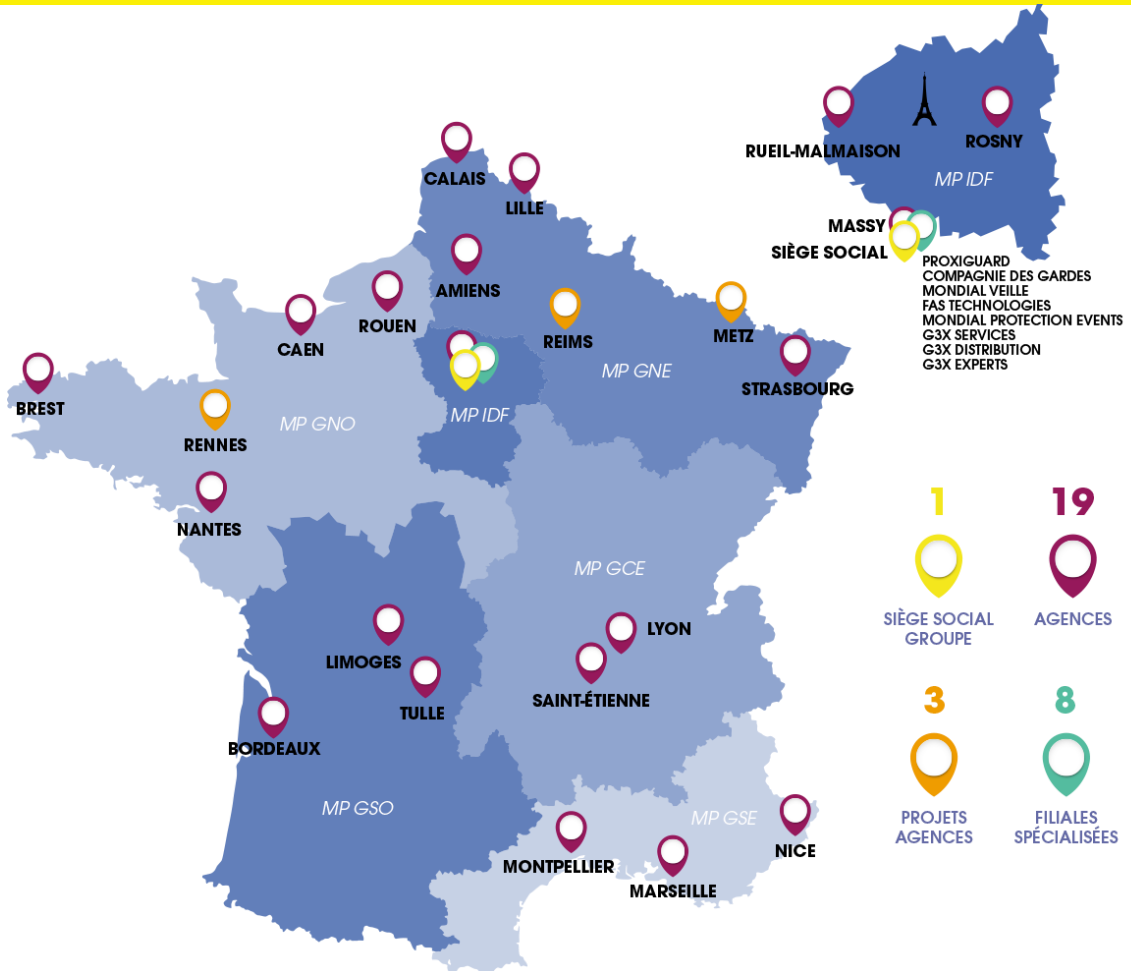 CALAIS
LILLE
AMIENS
ROUEN
CAEN
REIMS
METZ
STRASBOURG
MP GNE
BREST
RENNES
MP GNO
MP IDF
NANTES
MP GCE
LYON
LIMOGES
SAINT-ÉTIENNE
TULLE
BORDEAUX
MP GSO
MP GSE
NICE
MONTPELLIER
MARSEILLE
RUEIL-MALMAISON
ROSNY
MP IDF
MASSY
SIÈGE SOCIAL
PROXIGUARD
COMPAGNIE DES GARDES
MONDIAL VEILLE
FAS TECHNOLOGIES
MONDIAL PROTECTION EVENTS
G3X SERVICES
G3X DISTRIBUTION
G3X EXPERTS
1
SIÈGE SOCIAL
GROUPE
19
AGENCES
3
PROJETS
AGENCES
8
FILIALES
SPÉCIALISÉES